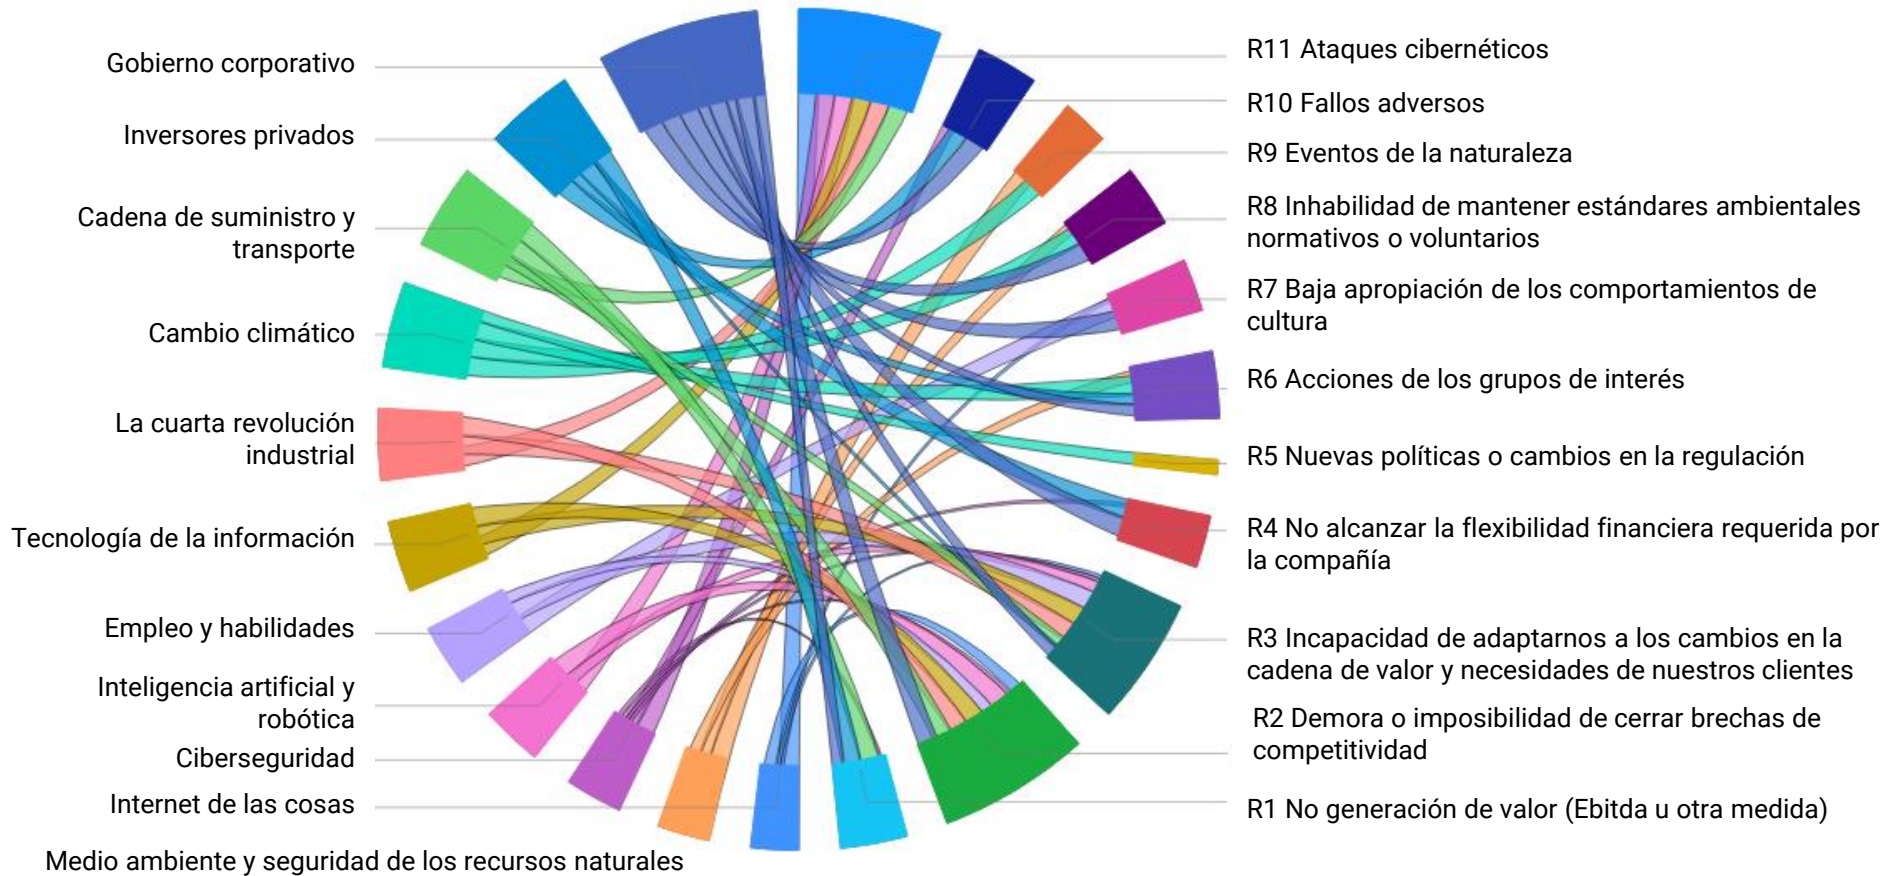 Gobierno corporativo
Inversores privados
Cadena de suministro y
transporte
Cambio climático
La cuarta revolución
industrial
Tecnología de la información
Empleo y habilidades
Inteligencia artificial y
robótica
Ciberseguridad
Internet de las cosas
Medio ambiente y seguridad de los recursos naturales
R11 Ataques cibernéticos
R10 Fallos adversos
R9 Eventos de la naturaleza
R8 Inhabilidad de mantener estándares ambientales
normativos o voluntarios
R7 Baja apropiación de los comportamientos de
cultura
R6 Acciones de los grupos de interés
R5 Nuevas políticas o cambios en la regulación
R4 No alcanzar la flexibilidad financiera requerida por
la compañía
R3 Incapacidad de adaptarnos a los cambios en la
cadena de valor y necesidades de nuestros clientes
R2 Demora o imposibilidad de cerrar brechas de
competitividad
R1 No generación de valor (Ebitda u otra medida)